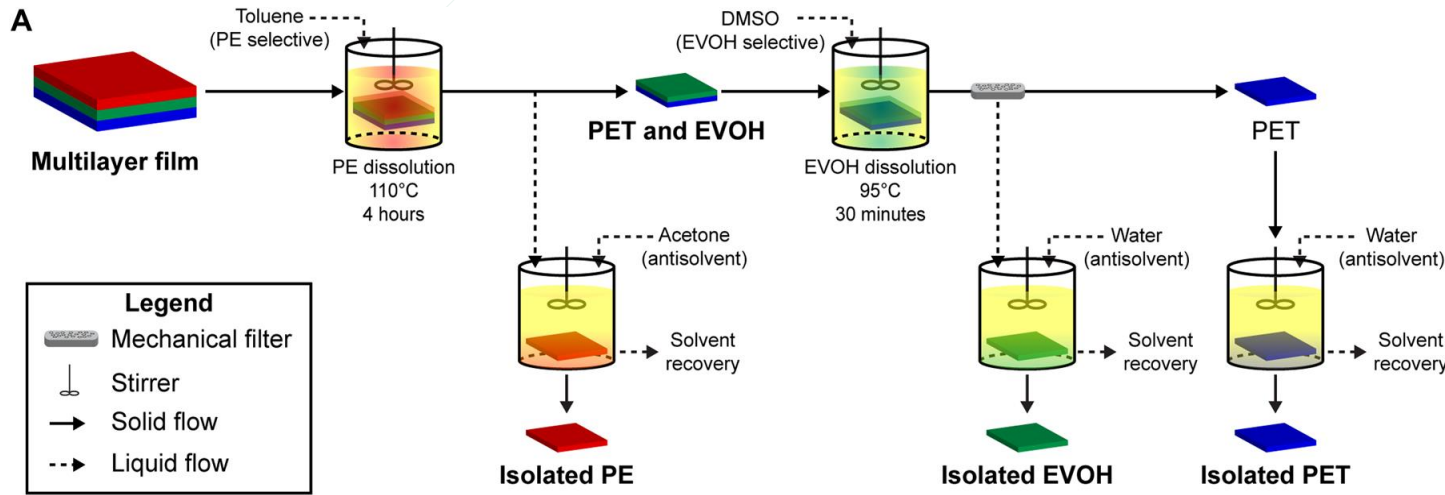 A
Toluene
(PE selective)
DMSO
(EVOH selective)
Multilayer film
PE dissolution
110°C
4 hours
PET and EVOH
EVOH dissolution
95°C
30 minutes
PET
Acetone
(antisolvent)
Water
(antisolvent)
Water
(antisolvent)
Legend
Mechanical filter
Stirrer
Solid flow
Liquid flow
Solvent
recovery
Solvent
recovery
Solvent
recovery
Isolated PE
Isolated EVOH
Isolated PET